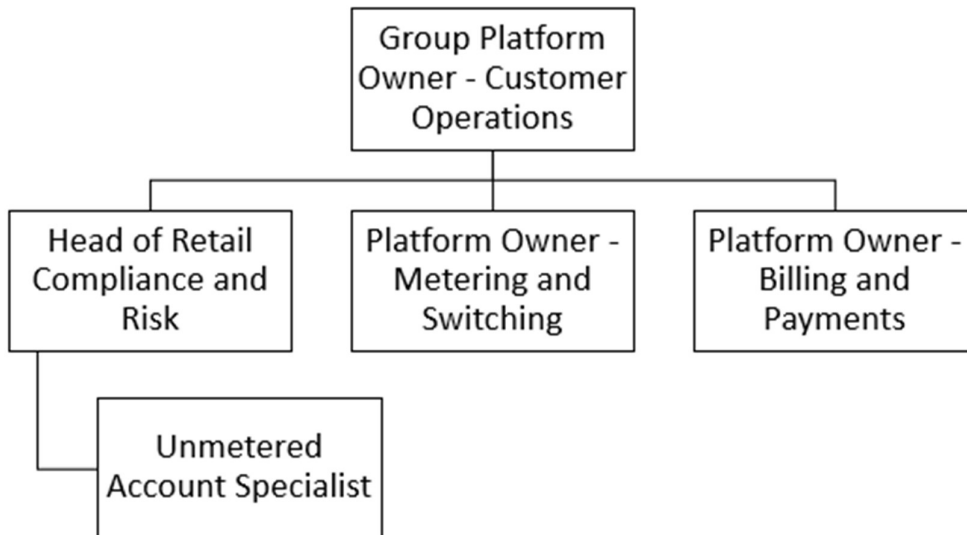 Group Platform
Owner - Customer
Operations
Head of Retail
Compliance and
Risk
Platform Owner -
Metering and
Switching
Platform Owner -
Billing and
Payments
Unmetered
Account Specialist